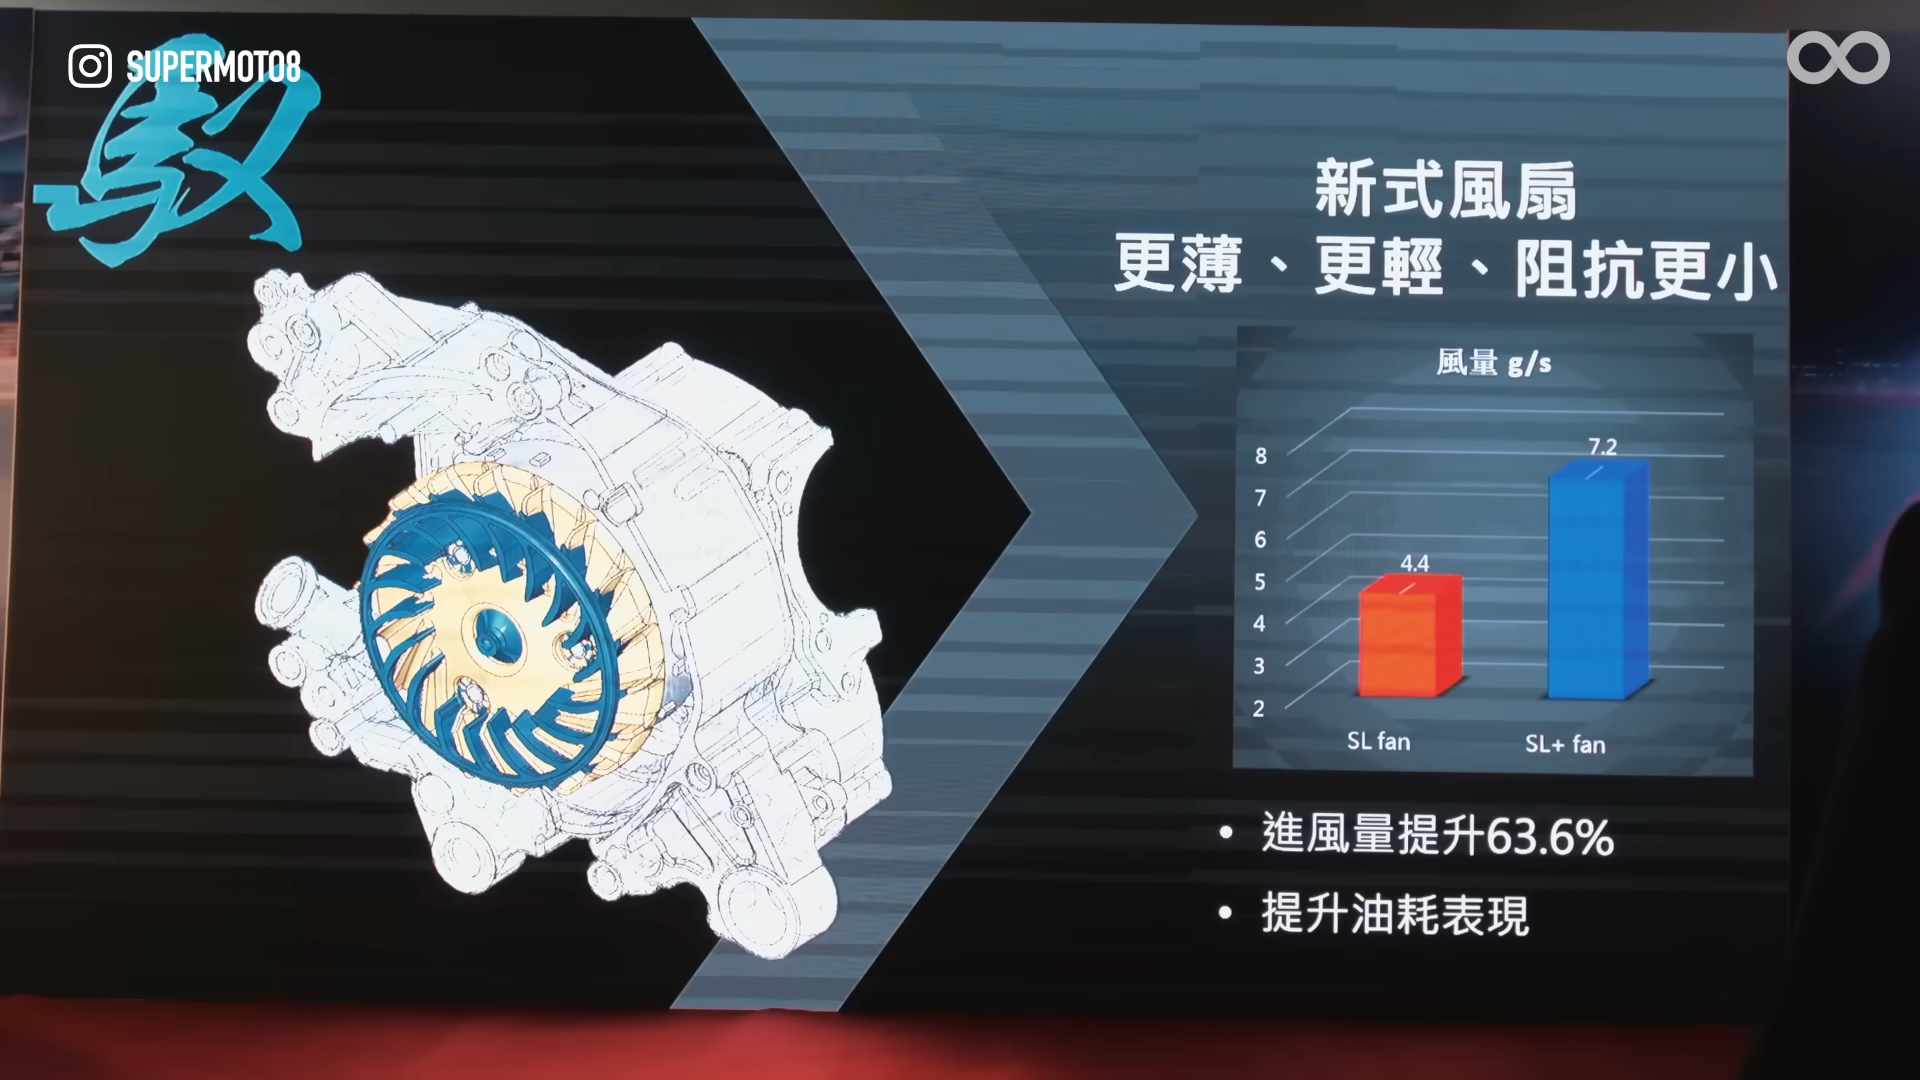 SUPERMOTO8
馭
新式風扇
更薄、更輕、阻抗更小
風量 g/s
8
7
6
5
4
3
2
4.4
7.2
SL fan
SL+ fan
• 進風量提升63.6%
• 提升油耗表現